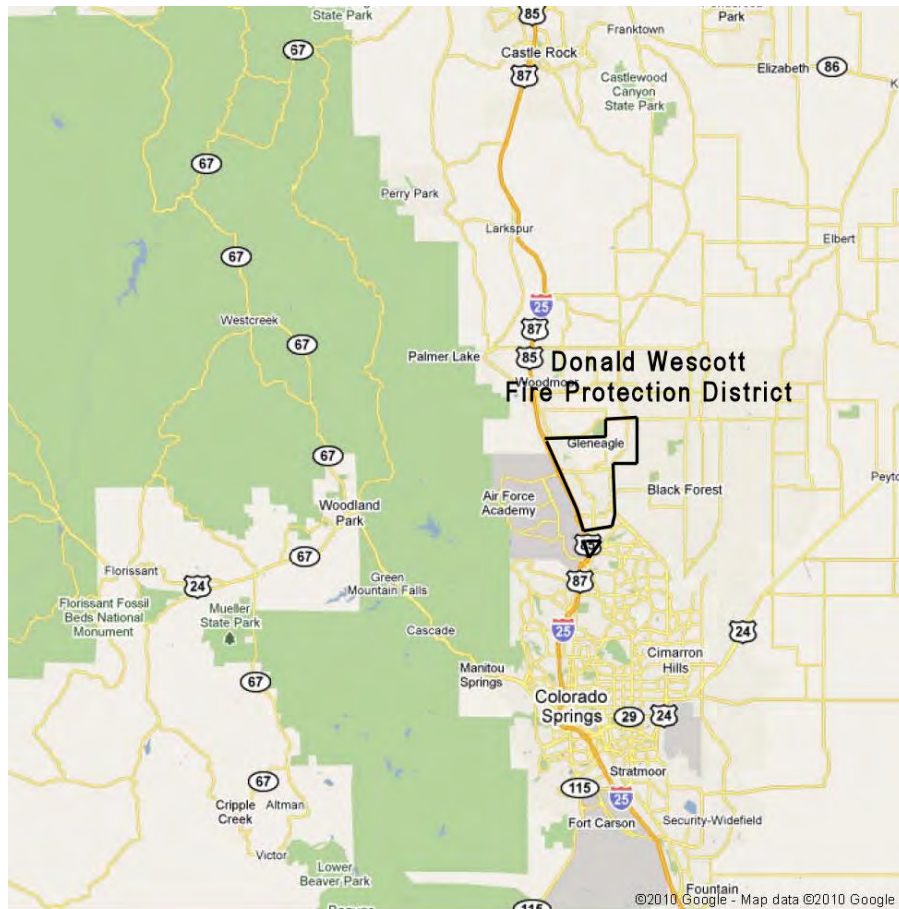 State Park
85
Franktown
Park
67
Castle Rock
87
Elizabeth
86
Castlewood
Canyon
State Park
67
Perry Park
Larkspur
Elbert
67
25
87
Westcreek
67
Palmer Lake
85
Donald Wescott
Woodmoor
Fire Protection District
Gleneagle
67
Black Forest
Air Force
Academy
Woodland
Park
67
87
Florissant
24
Green
Mountain Falls
Florissant Fossil
Beds National
Monument
Mueller
State Park
Cascade
25
24
Cimarron
Hills
Manitou
Springs
67
Colorado
Springs
29
24
Stratmoor
67
115
25
Cripple
Creek
Altman
Fort Carson
Security-Widefield
Victor
Lower
Beaver Park
Fountain
115
©2010 Google - Map data ©2010 Google